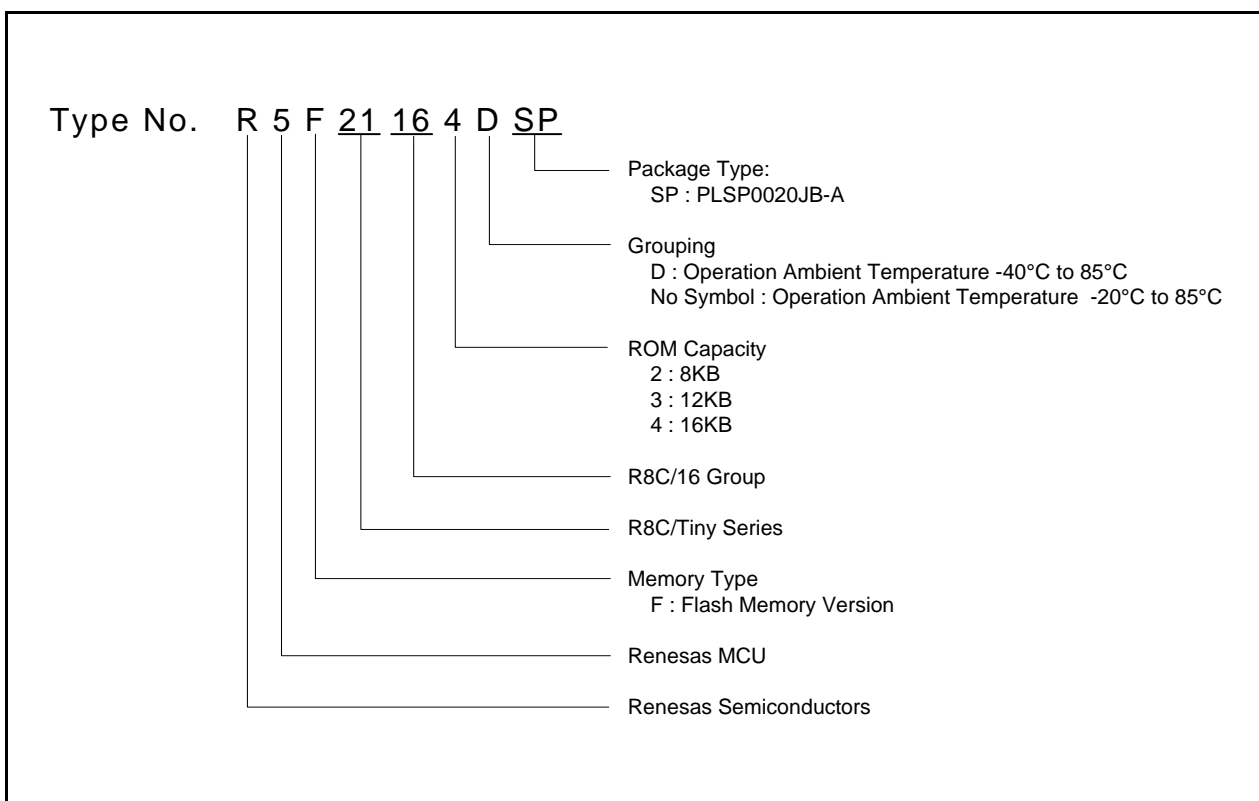 Type No. R 5 F 21 16 4 D SP
Package Type:
SP : PLSP0020JB-A
Grouping
D : Operation Ambient Temperature -40°C to 85°C
No Symbol : Operation Ambient Temperature -20°C to 85°C
ROM Capacity
2 : 8KB
3 : 12KB
4 : 16KB
R8C/16 Group
R8C/Tiny Series
Memory Type
F : Flash Memory Version
Renesas MCU
Renesas Semiconductors